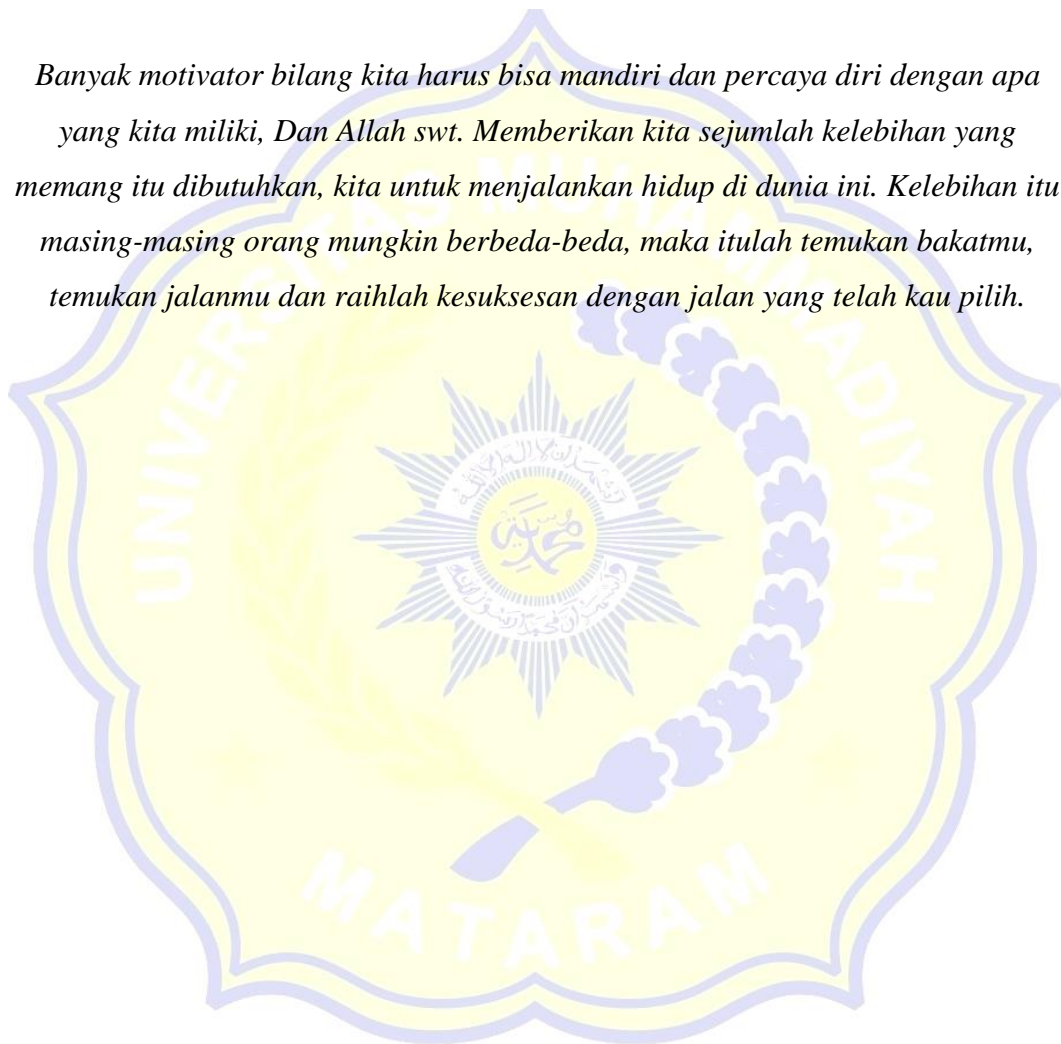 Banyak motivator bilang kita harus bisa mandiri dan percaya diri dengan apa
yang kita miliki, Dan Allah swt. Memberikan kita sejumlah kelebihan yang
memang itu dibutuhkan, kita untuk menjalankan hidup di dunia ini. Kelebihan itu
masing-masing orang mungkin berbeda-beda, maka itulah temukan bakatmu,
temukan jalanmu dan raihlah kesuksesan dengan jalan yang telah kau pilih.
UNIVERSITAS MUHAMMADIYAH
MATARAM